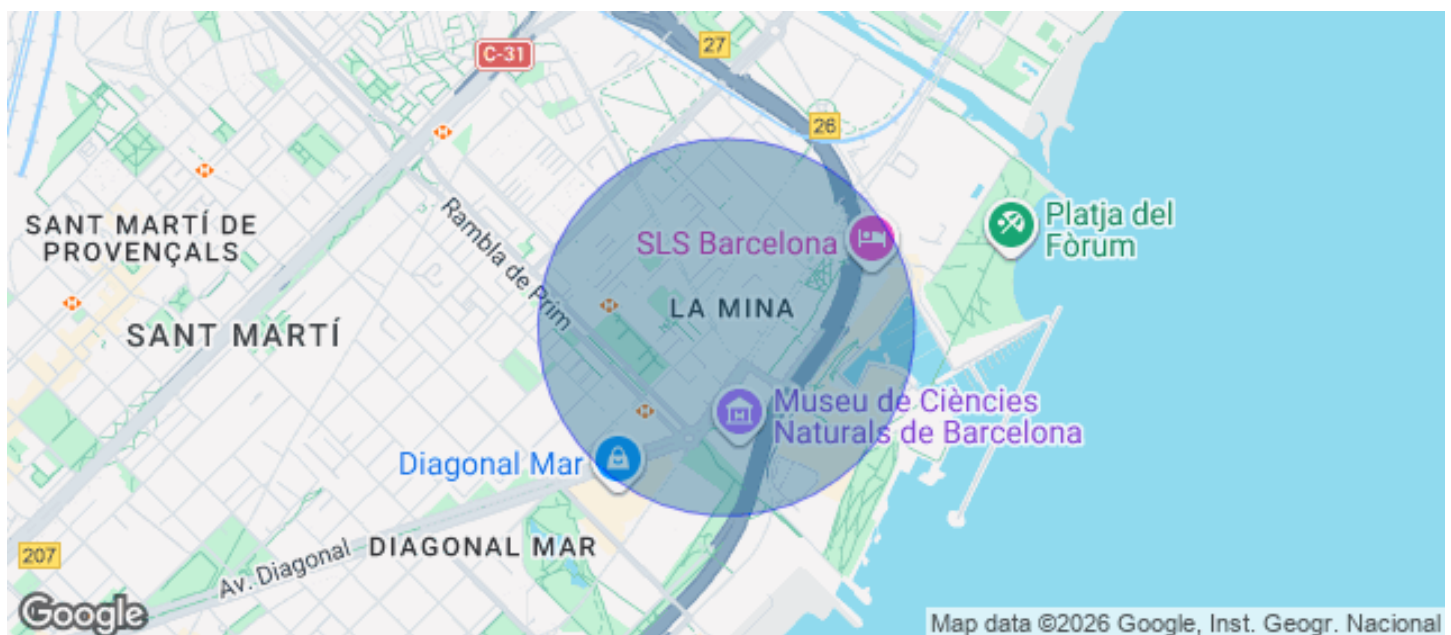 27
C-31
26
SANT MARTÍ DE
PROVENÇALS
Rambla de Prim
Platja del
Fòrum
SLS Barcelona
LA MINA
SANT MARTÍ
Museu de Ciències
Naturals de Barcelona
Diagonal Mar
207
Av. Diagonal
DIAGONAL MAR
Google
Map data ©2026 Google, Inst. Geogr. Nacional